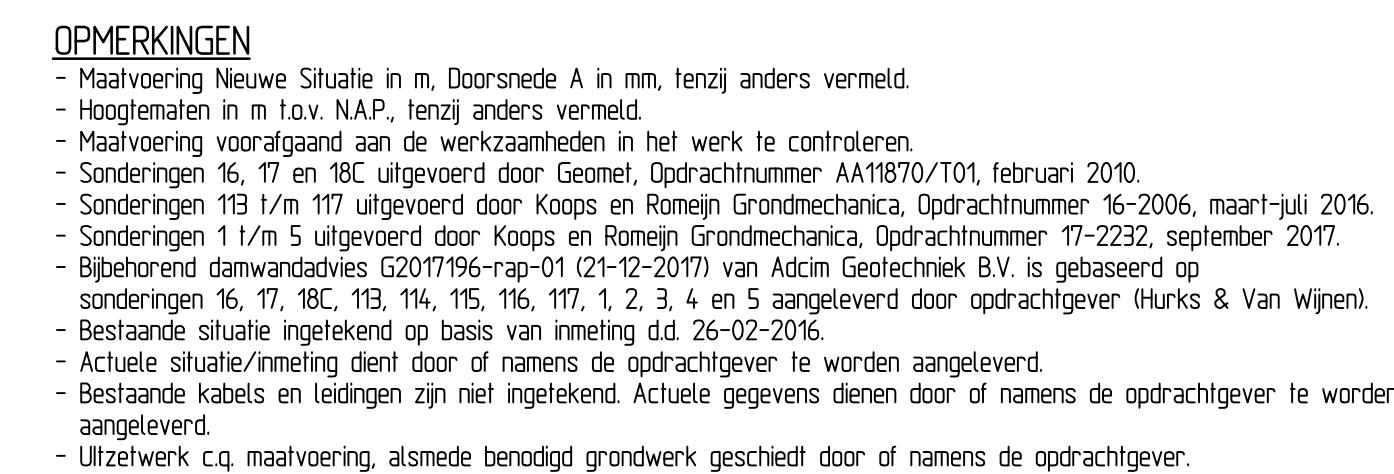 OPMERKINGEN
- Maatvoering Nieuwe Situatie in m, Doorsnede A in mm, tenzij anders vermeld.
- Hoogtematen in m t.o.v. N.A.P., tenzij anders vermeld.
- Maatvoering voorafgaand aan de werkzaamheden in het werk te controleren.
- Sonderingen 16, 17 en 18C uitgevoerd door Geomet, Opdrachtnummer AA11870/T01, februari 2010.
- Sonderingen 113 t/m 117 uitgevoerd door Koops en Romeijn Grondmechanica, Opdrachtnummer 16-2006, maart-juli 2016.
- Sonderingen 1 t/m 5 uitgevoerd door Koops en Romeijn Grondmechanica, Opdrachtnummer 17-2232, september 2017.
- Bijbehorend damwandadvies G2017196-rap-01 (21-12-2017) van Adcim Geotechniek B.V. is gebaseerd op
sonderingen 16, 17, 18C, 113, 114, 115, 116, 117, 1, 2, 3, 4 en 5 aangeleverd door opdrachtgever (Hurks & Van Wijnen).
- Bestaande situatie ingetekend op basis van inmeting d.d. 26-02-2016.
- Actuele situatie/inmeting dient door of namens de opdrachtgever te worden aangeleverd.
- Bestaande kabels en leidingen zijn niet ingetekend. Actuele gegevens dienen door of namens de opdrachtgever te worden
aangeleverd.
- UItzetwerk c.q. maatvoering, alsmede benodigd grondwerk geschiedt door of namens de opdrachtgever.